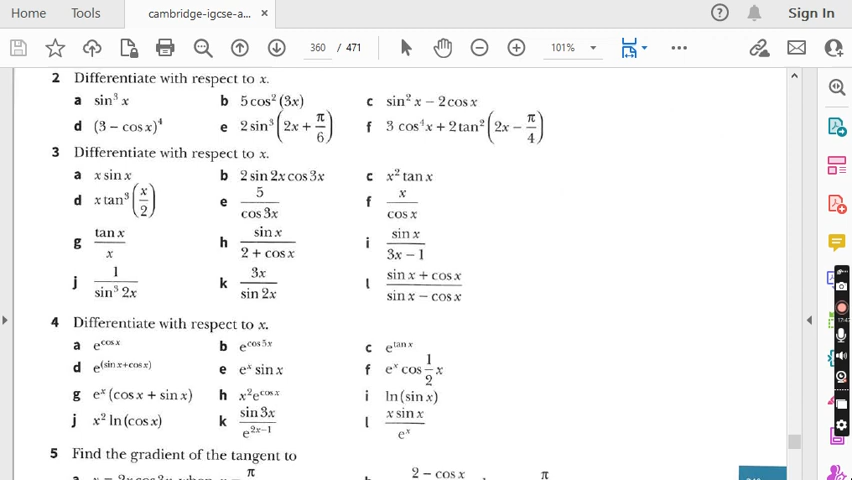 Home Tools cambridge-igcse-a... × Sign In
360 / 471 101%
2 Differentiate with respect to x.
a sin³ x b 5 cos² (3x) c sin² x − 2 cos x
d (3 − cos x)⁴ e 2 sin³ (2x + π/6) f 3 cos⁴ x + 2 tan² (2x − π/4)
3 Differentiate with respect to x.
a x sin x b 2 sin 2x cos 3x c x² tan x
d x tan³ (x/2) e 5/cos 3x f x/cos x
g tan x/x h sin x/2 + cos x i sin x/3x − 1
j 1/sin³ 2x k 3x/sin 2x l sin x + cos x/sin x − cos x
4 Differentiate with respect to x.
a e^cos x b e^cos 5x c e^tan x
d e^(sin x + cos x) e eˣ sin x f eˣ cos 1/2 x
g eˣ (cos x + sin x) h x² e^cos x i ln (sin x)
j x² ln (cos x) k sin 3x/e^2x−1 l x sin x/eˣ
5 Find the gradient of the tangent to